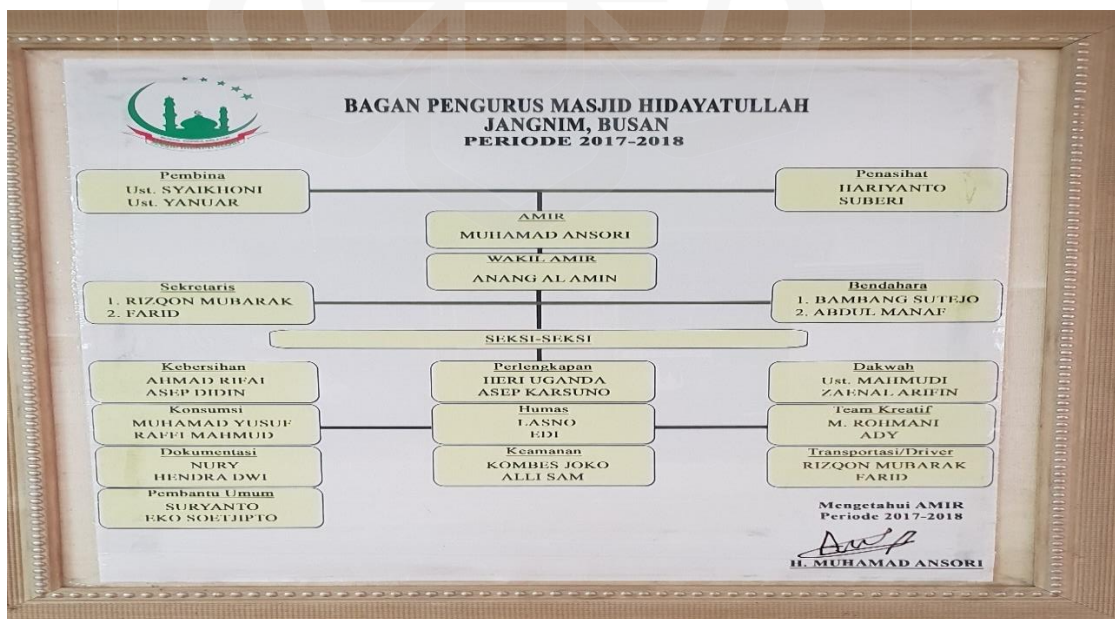 BAGAN PENGURUS MASJID HIDAYATULLAH
JANGNIM, BUSAN
PERIODE 2017-2018
Pembina
Ust. SYAIKHONI
Ust. YANUAR
Penasihat
HARIYANTO
SUBERI
AMIR
MUHAMAD ANSORI
WAKIL AMIR
ANANG AL AMIN
Sekretaris
1. RIZQON MUBARAK
2. FARID
Bendahara
1. BAMBANG SUTEJO
2. ABDUL MANAF
SEKSI-SEKSI
Kebersihan
AHMAD RIFAI
ASEP DIDIN
Perlengkapan
HERI UGANDA
ASEP KARSUNO
Dakwah
Ust. MAHMUDI
ZAENAL ARIFIN
Konsumsi
MUHAMAD YUSUF
RAFFI MAHMUD
Humas
LASNO
EDI
Team Kreatif
M. ROHMANI
ADY
Dokumentasi
NURY
HENDRA DWI
Keamanan
KOMBES JOKO
ALLI SAM
Transportasi/Driver
RIZQON MUBARAK
FARID
Pembantu Umum
SURYANTO
EKO SOETJIPTO
Mengetahui AMIR
Periode 2017-2018
H. MUHAMAD ANSORI